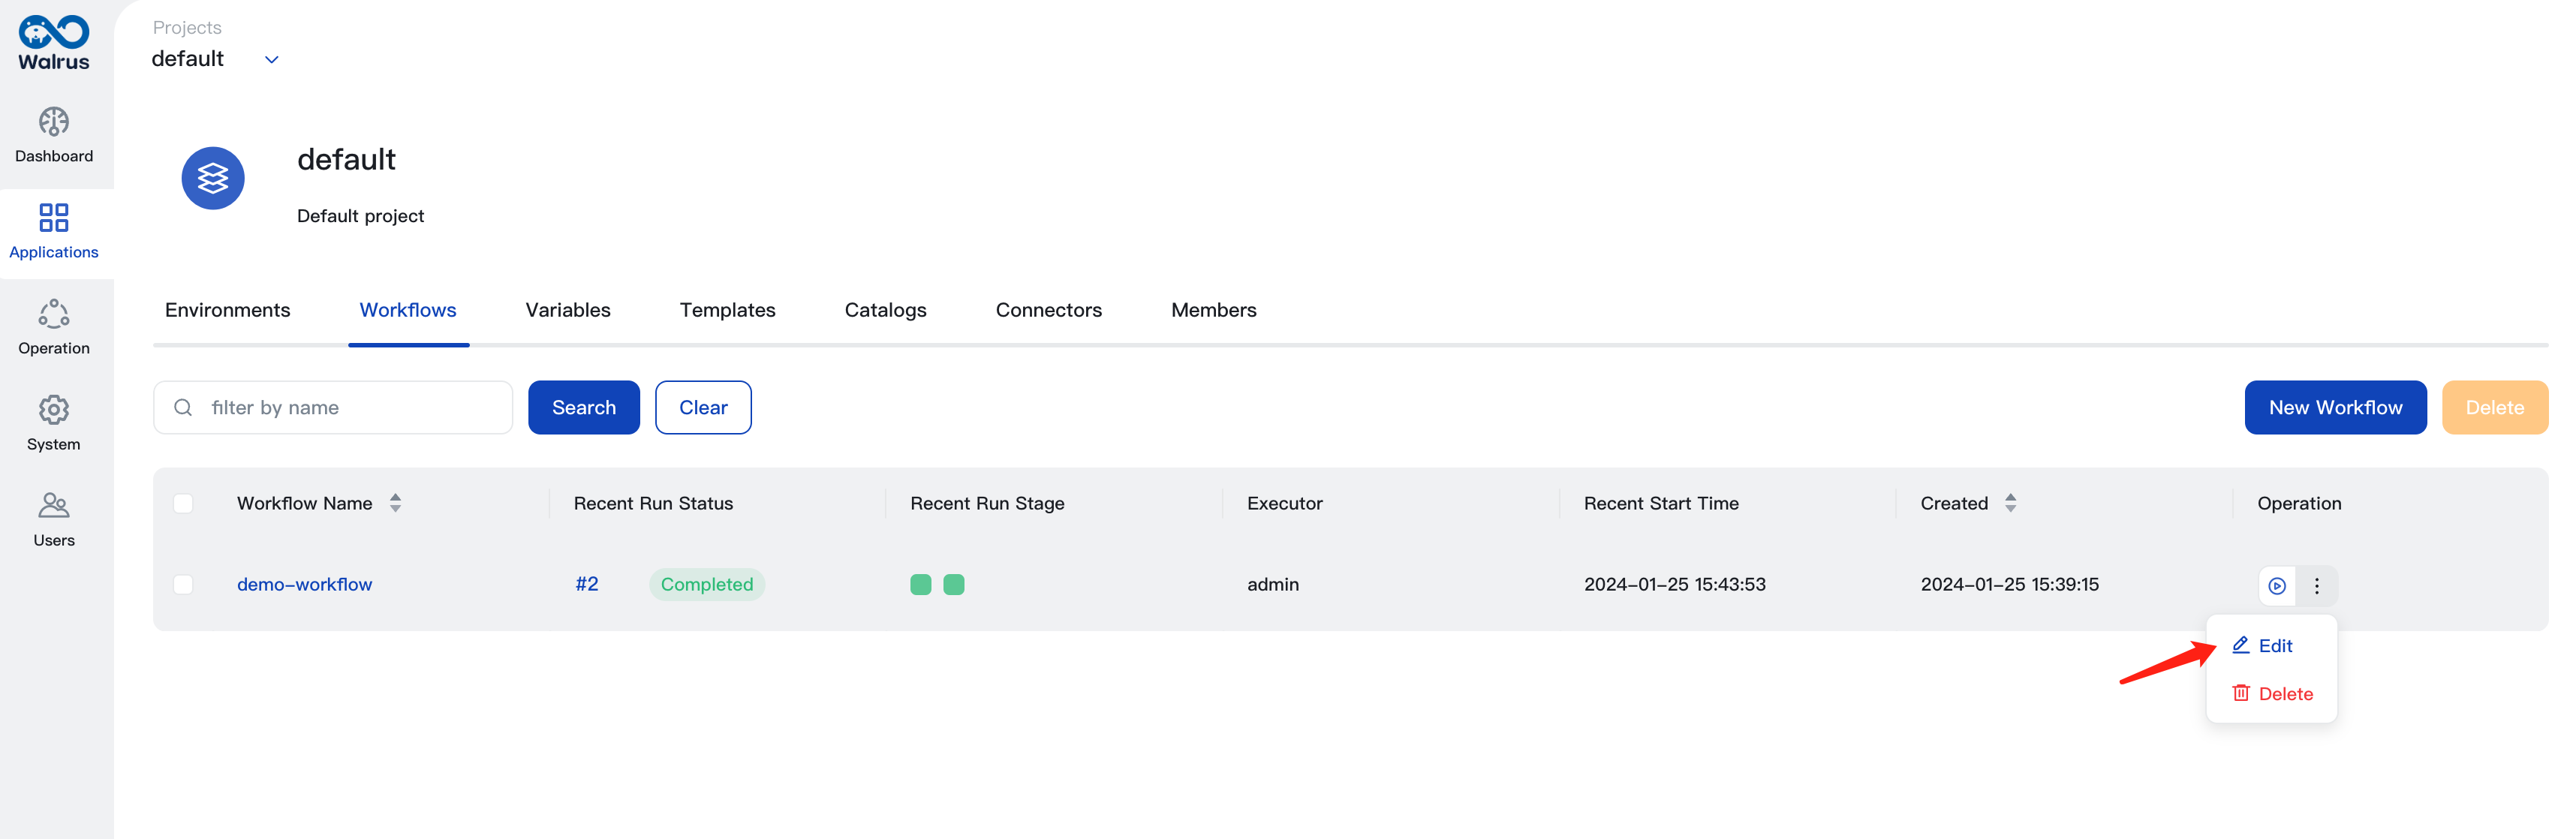 Walrus
Projects
default
Dashboard
default
Default project
Applications
Environments Workflows Variables Templates Catalogs Connectors Members
Operation
filter by name Search Clear New Workflow Delete
System
Workflow Name Recent Run Status Recent Run Stage Executor Recent Start Time Created Operation
Users
demo-workflow #2 Completed admin 2024-01-25 15:43:53 2024-01-25 15:39:15
Edit
Delete